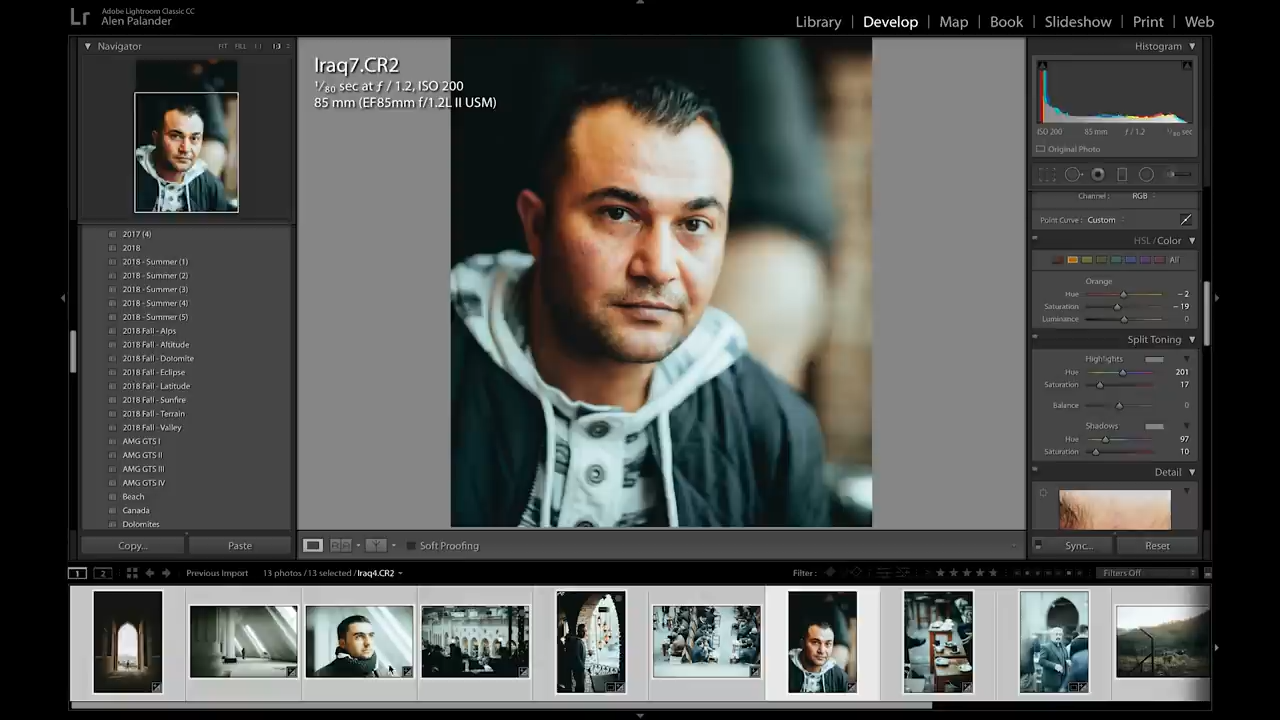 Lr
Adobe Lightroom Classic CC
Alen Palander
Library | Develop | Map | Book | Slideshow | Print | Web
Navigator
FIT FILL 1:1
Histogram
Iraq7.CR2
1/80 sec at ƒ / 1.2, ISO 200
85 mm (EF85mm f/1.2L II USM)
ISO 200 85 mm ƒ / 1.2 1/80 sec
Original Photo
Channel : RGB
Point Curve : Custom
HSL / Color
All
Orange
Hue − 2
Saturation − 19
Luminance 0
Split Toning
Highlights
Hue 201
Saturation 17
Balance 0
Shadows
Hue 97
Saturation 10
Detail
2017 (4)
2018
2018 - Summer (1)
2018 - Summer (2)
2018 - Summer (3)
2018 - Summer (4)
2018 - Summer (5)
2018 Fall - Alps
2018 Fall - Altitude
2018 Fall - Dolomite
2018 Fall - Eclipse
2018 Fall - Latitude
2018 Fall - Sunfire
2018 Fall - Terrain
2018 Fall - Valley
AMG GTS I
AMG GTS II
AMG GTS III
AMG GTS IV
Beach
Canada
Dolomites
Copy... Paste
Soft Proofing
Sync... Reset
1 2
Previous Import 13 photos / 13 selected / Iraq4.CR2
Filter : Filters Off